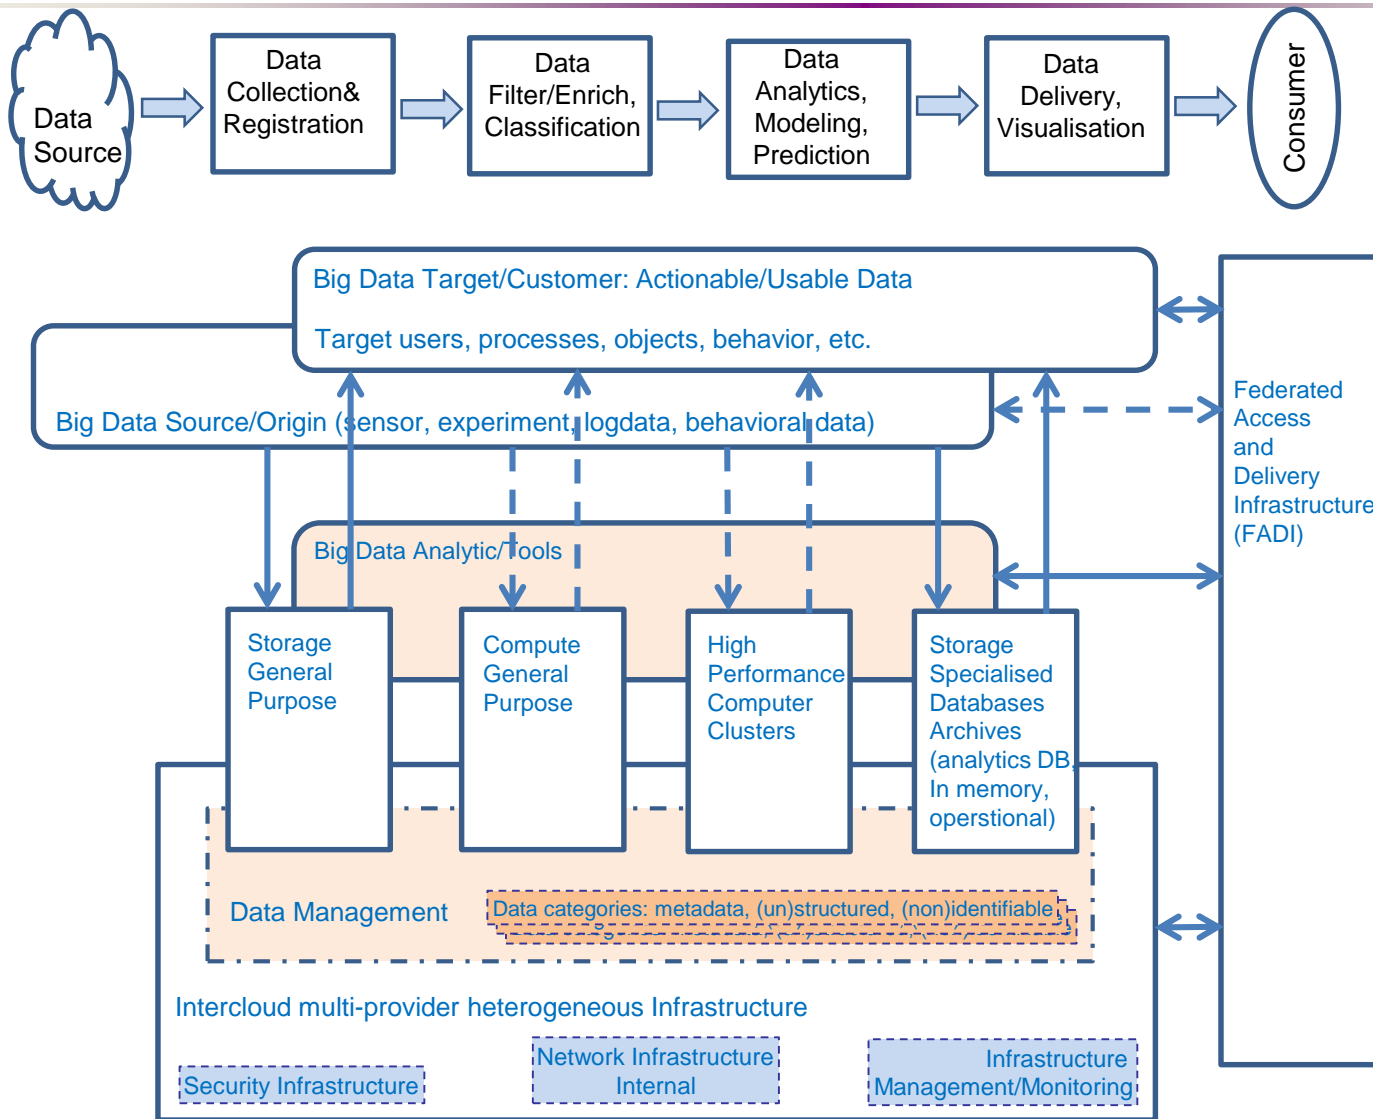 Data
Source
Data
Collection&
Registration
Data
Filter/Enrich,
Classification
Data
Analytics,
Modeling,
Prediction
Data
Delivery,
Visualisation
Consumer
Big Data Target/Customer: Actionable/Usable Data
Target users, processes, objects, behavior, etc.
Big Data Source/Origin (sensor, experiment, logdata, behavioral data)
Federated
Access
and
Delivery
Infrastructure
(FADI)
Big Data Analytic/Tools
Storage
General
Purpose
Compute
General
Purpose
High
Performance
Computer
Clusters
Storage
Specialised
Databases
Archives
(analytics DB,
In memory,
operstional)
Data Management
Data categories: metadata, (un)structured, (non)identifiable
Intercloud multi-provider heterogeneous Infrastructure
Security Infrastructure
Network Infrastructure
Internal
Infrastructure
Management/Monitoring